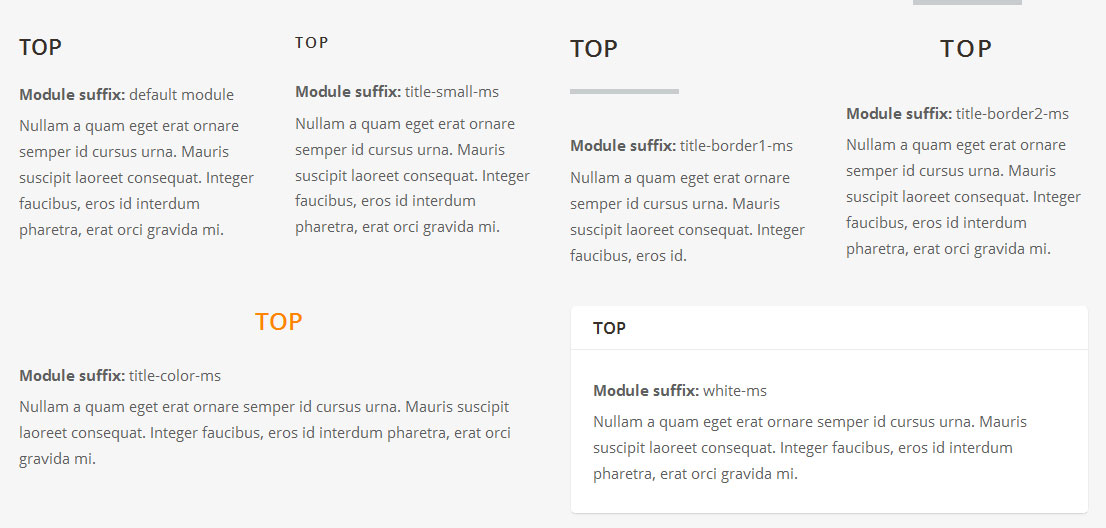 TOP
Module suffix: default module
Nullam a quam eget erat ornare
semper id cursus urna. Mauris
suscipit laoreet consequat. Integer
faucibus, eros id interdum
pharetra, erat orci gravida mi.
TOP
Module suffix: title-small-ms
Nullam a quam eget erat ornare
semper id cursus urna. Mauris
suscipit laoreet consequat. Integer
faucibus, eros id interdum
pharetra, erat orci gravida mi.
TOP
Module suffix: title-border1-ms
Nullam a quam eget erat ornare
semper id cursus urna. Mauris
suscipit laoreet consequat. Integer
faucibus, eros id.
TOP
Module suffix: title-border2-ms
Nullam a quam eget erat ornare
semper id cursus urna. Mauris
suscipit laoreet consequat. Integer
faucibus, eros id interdum
pharetra, erat orci gravida mi.
TOP
Module suffix: title-color-ms
Nullam a quam eget erat ornare semper id cursus urna. Mauris suscipit
laoreet consequat. Integer faucibus, eros id interdum pharetra, erat orci
gravida mi.
TOP
Module suffix: white-ms
Nullam a quam eget erat ornare semper id cursus urna. Mauris
suscipit laoreet consequat. Integer faucibus, eros id interdum
pharetra, erat orci gravida mi.